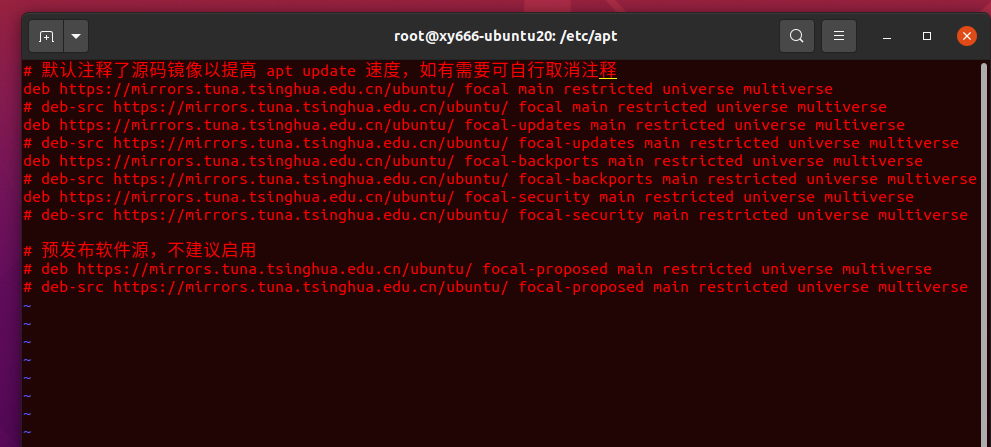 root@xy666-ubuntu20: /etc/apt
# 默认注释了源码镜像以提高 apt update 速度，如有需要可自行取消注释
deb https://mirrors.tuna.tsinghua.edu.cn/ubuntu/ focal main restricted universe multiverse
# deb-src https://mirrors.tuna.tsinghua.edu.cn/ubuntu/ focal main restricted universe multiverse
deb https://mirrors.tuna.tsinghua.edu.cn/ubuntu/ focal-updates main restricted universe multiverse
# deb-src https://mirrors.tuna.tsinghua.edu.cn/ubuntu/ focal-updates main restricted universe multiverse
deb https://mirrors.tuna.tsinghua.edu.cn/ubuntu/ focal-backports main restricted universe multiverse
# deb-src https://mirrors.tuna.tsinghua.edu.cn/ubuntu/ focal-backports main restricted universe multiverse
deb https://mirrors.tuna.tsinghua.edu.cn/ubuntu/ focal-security main restricted universe multiverse
# deb-src https://mirrors.tuna.tsinghua.edu.cn/ubuntu/ focal-security main restricted universe multiverse
# 预发布软件源，不建议启用
# deb https://mirrors.tuna.tsinghua.edu.cn/ubuntu/ focal-proposed main restricted universe multiverse
# deb-src https://mirrors.tuna.tsinghua.edu.cn/ubuntu/ focal-proposed main restricted universe multiverse
~
~
~
~
~
~
~
~